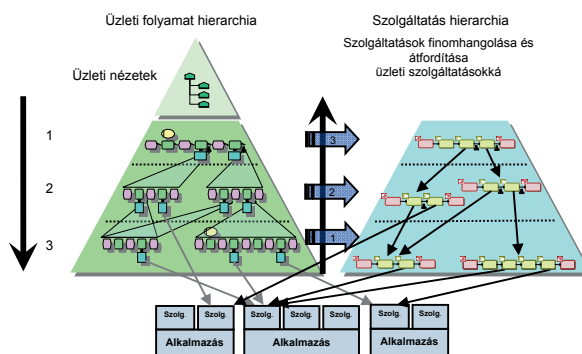 Üzleti folyamat hierarchia
Szolgáltatás hierarchia
Szolgáltatások finomhangolása és
átfordítása
üzleti szolgáltatásokká
Üzleti nézetek
1
2
3
3
2
1
Szolg.
Szolg.
Szolg.
Szolg.
Szolg.
Szolg.
Szolg.
Alkalmazás
Alkalmazás
Alkalmazás